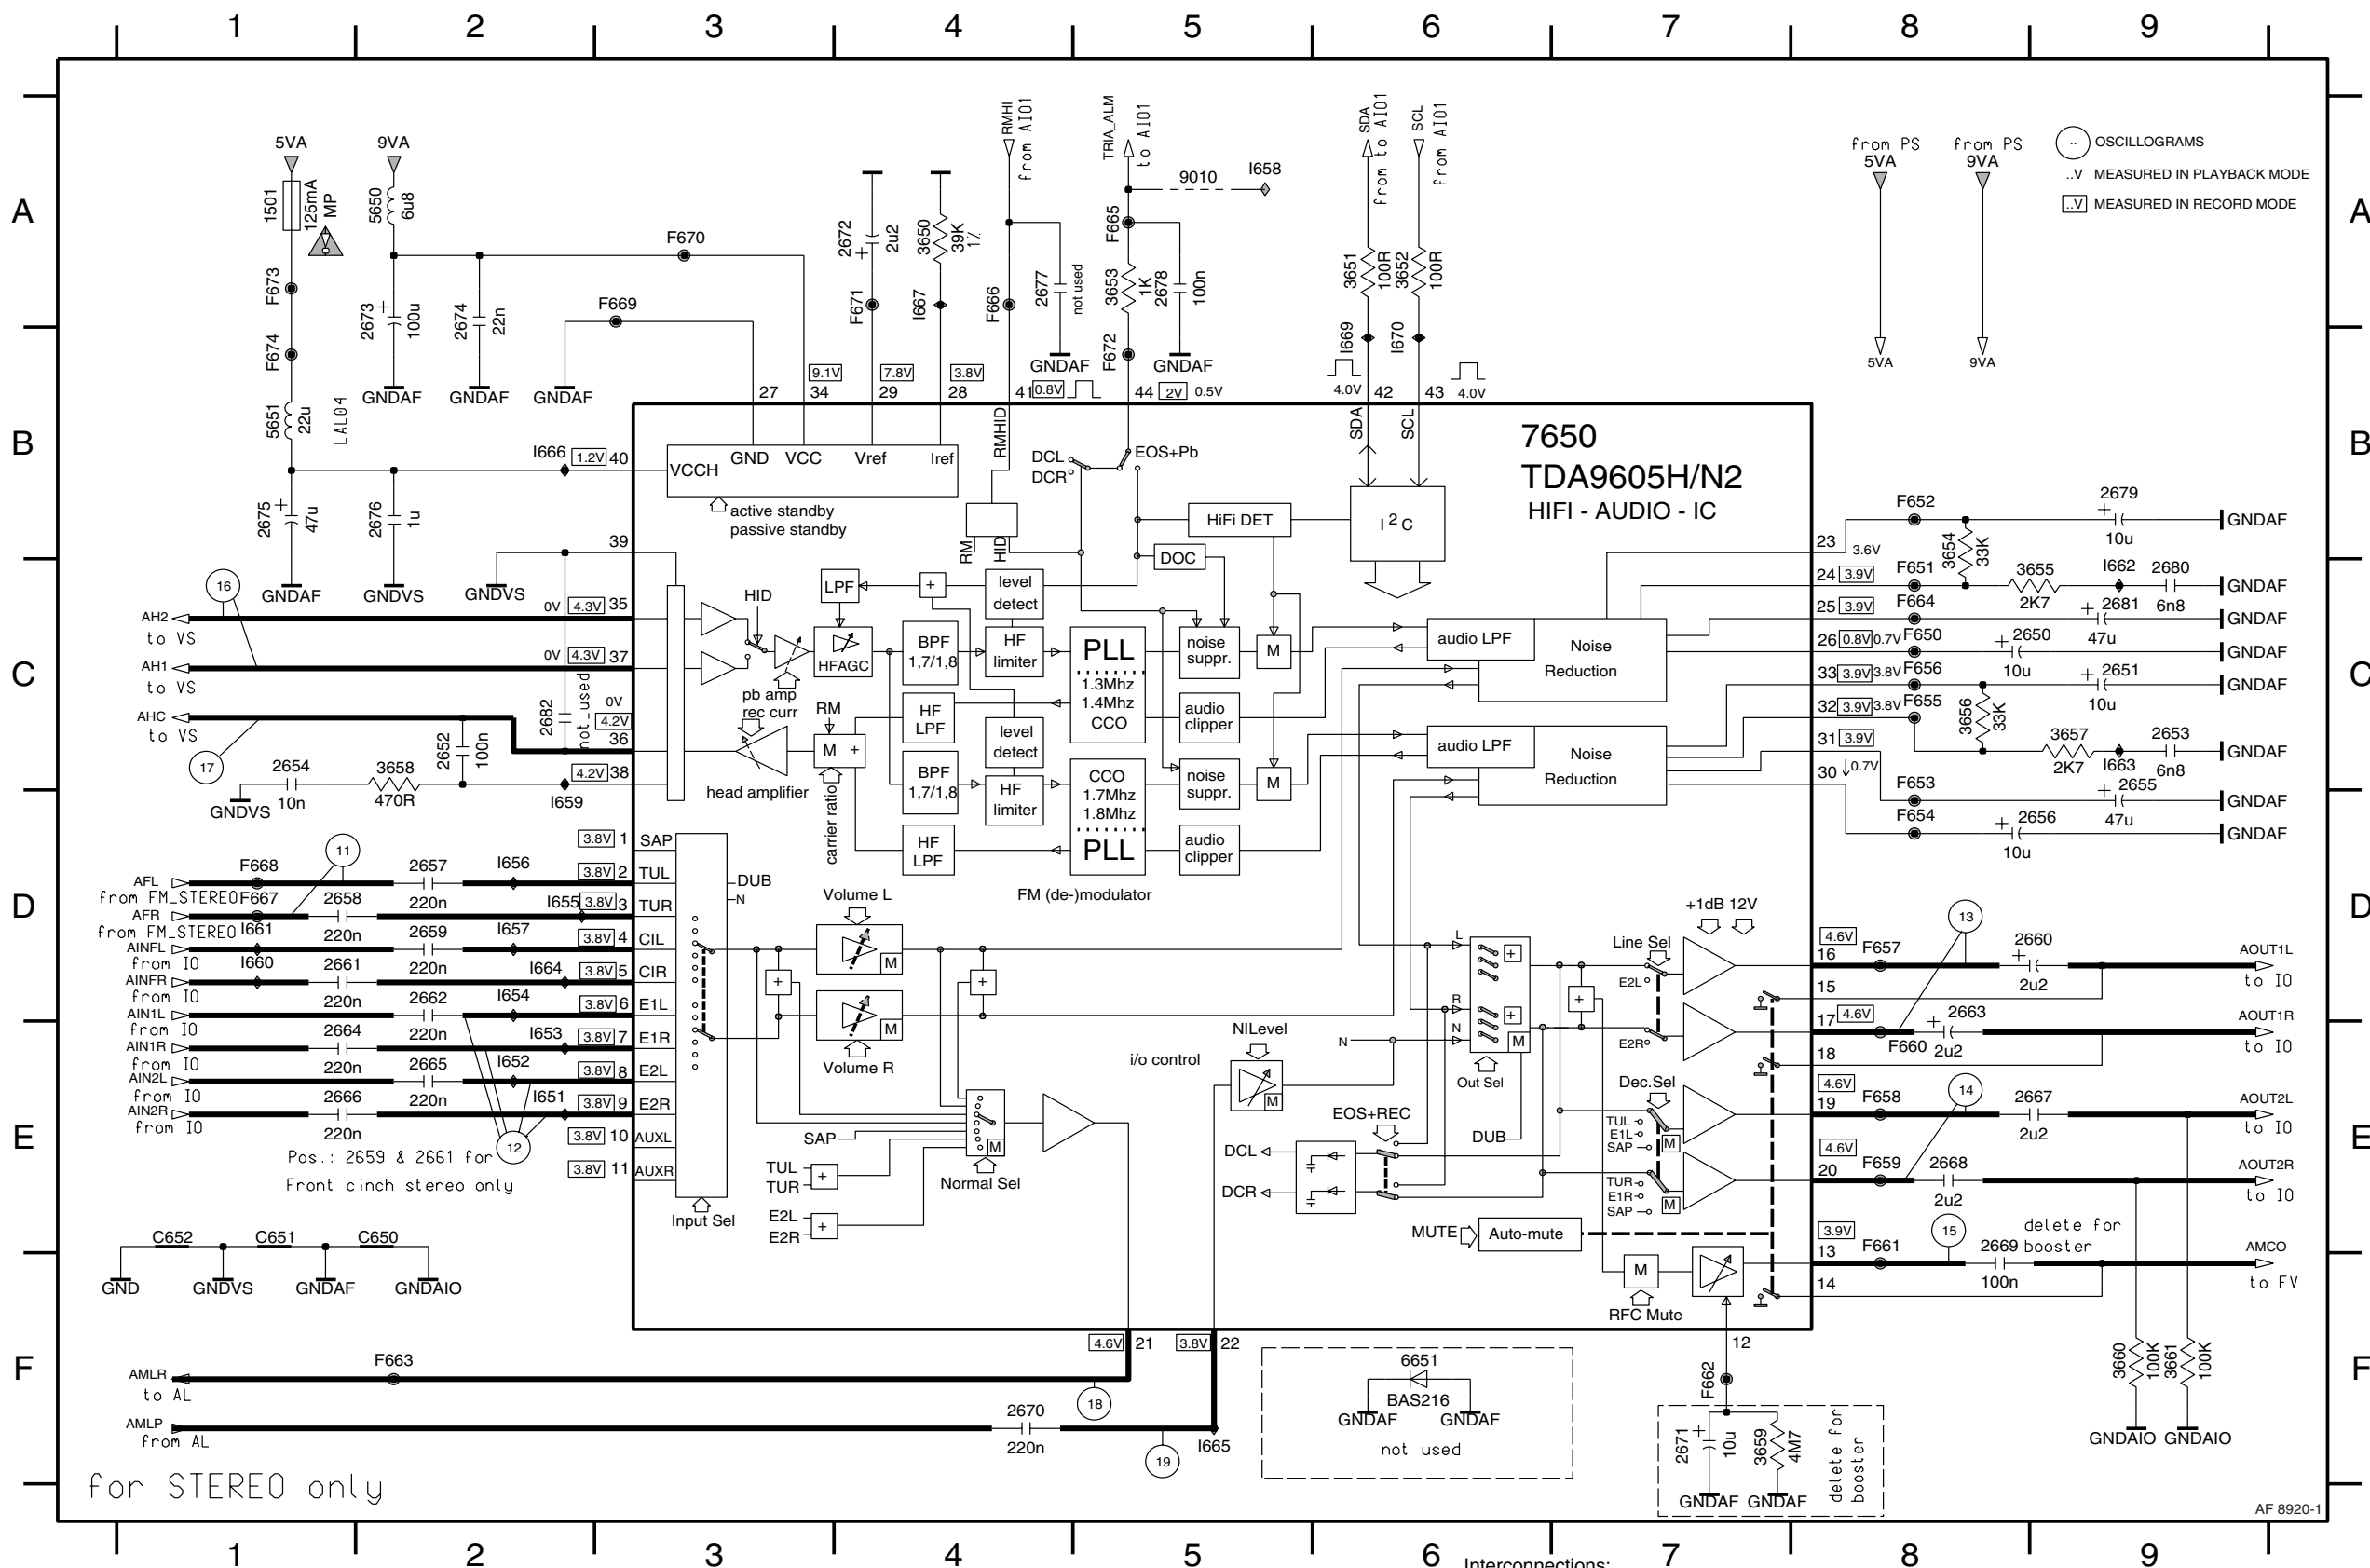 1 2 3 4 5 6 7 8 9
A A
B B
C C
D D
E E
F F
5VA
9VA
1501
125mA
MP
5650
6u8
F673
F674
F670
F669
2673
100u
2674
22n
GNDAF GNDAF GNDAF
5651
22u
LAL04
2672
2u2
3650
39K
1%
F671
I667
RMHI
from AIO1
F666
2677
not used
GNDAF
TRIA_ALM
to AIO1
9010
I658
F665
3653
1K
2678
100n
F672
GNDAF
SDA
from to AIO1
SCL
from AIO1
3651
100R
3652
100R
I669
I670
from PS
5VA
from PS
9VA
5VA
9VA
.. OSCILLOGRAMS
..V MEASURED IN PLAYBACK MODE
..V MEASURED IN RECORD MODE
27
9.1V
34
7.8V
29
3.8V
28
41
0.8V
44
2V
0.5V
4.0V
42
43
4.0V
I666
1.2V
40
VCCH
GND
VCC
Vref
Iref
active standby
passive standby
RMHID
DCL
DCR
EOS+Pb
SDA
SCL
RM
HID
HiFi DET
DOC
I²C
7650
TDA9605H/N2
HIFI - AUDIO - IC
2675
47u
2676
1u
GNDAF
GNDVS
GNDVS
39
16
AH2
to VS
0V
4.3V
35
AH1
to VS
0V
4.3V
37
AHC
to VS
17
2652
100n
2682
not_used
0V
4.2V
36
4.2V
38
2654
10n
GNDVS
3658
470R
I659
HID
pb amp
rec curr
head amplifier
LPF
HFAGC
RM
M +
carrier ratio
+
level
detect
BPF
1,7/1,8
HF
limiter
PLL
1.3Mhz
1.4Mhz
CCO
noise
suppr.
M
HF
LPF
audio
clipper
level
detect
BPF
1,7/1,8
HF
limiter
CCO
1.7Mhz
1.8Mhz
PLL
noise
suppr.
M
HF
LPF
audio
clipper
FM (de-)modulator
audio LPF
Noise
Reduction
audio LPF
Noise
Reduction
23
3.6V
F652
3654
33K
2679
10u
GNDAF
24
3.9V
F651
3655
2K7
I662
2680
6n8
GNDAF
25
3.9V
F664
2681
47u
GNDAF
26
0.8V
0.7V
F650
2650
10u
GNDAF
33
3.9V
3.8V
F656
2651
10u
GNDAF
32
3.9V
3.8V
F655
3656
33K
31
3.9V
3657
2K7
I663
2653
6n8
GNDAF
30
0.7V
F653
2655
47u
GNDAF
F654
2656
10u
GNDAF
3.8V
1
SAP
AFL
from FM_STEREO
F668
11
2657
220n
I656
3.8V
2
TUL
AFR
from FM_STEREO
F667
2658
220n
I655
3.8V
3
TUR
AINFL
from IO
I661
2659
220n
I657
3.8V
4
CIL
AINFR
from IO
I660
2661
220n
I664
3.8V
5
CIR
AIN1L
from IO
2662
220n
I654
3.8V
6
E1L
AIN1R
from IO
2664
220n
I653
3.8V
7
E1R
AIN2L
from IO
2665
220n
I652
3.8V
8
E2L
AIN2R
from IO
2666
220n
I651
3.8V
9
E2R
12
3.8V
10
AUXL
3.8V
11
AUXR
Pos.: 2659 & 2661 for
Front cinch stereo only
DUB
N
Input Sel
Volume L
M
+
+
M
Volume R
SAP
TUL
TUR
+
E2L
E2R
+
M
Normal Sel
i/o control
NILevel
M
N
L
R
N
+
+
M
Out Sel
DUB
EOS+REC
DCL
DCR
MUTE
Auto-mute
+
+1dB 12V
Line Sel
E2L
E2R
Dec.Sel
TUL
E1L
SAP
M
TUR
E1R
SAP
M
M
RFC Mute
4.6V
16
F657
13
2660
2u2
AOUT1L
to IO
15
17
4.6V
F660
2663
2u2
AOUT1R
to IO
18
4.6V
19
F658
14
2667
2u2
AOUT2L
to IO
4.6V
20
F659
2668
2u2
AOUT2R
to IO
3.9V
13
F661
15
2669
100n
delete for
booster
AMCO
to FV
14
C652
C651
C650
GND
GNDVS
GNDAF
GNDAIO
4.6V
21
3.8V
22
12
AMLR
to AL
F663
18
AMLP
from AL
2670
220n
19
I665
6651
BAS216
GNDAF
GNDAF
not used
F662
2671
10u
3659
4M7
GNDAF GNDAF
delete for
booster
3660
100K
3661
100K
GNDAIO GNDAIO
for STEREO only
AF 8920-1
1 2 3 4 5 6 7 8 9
Interconnections: